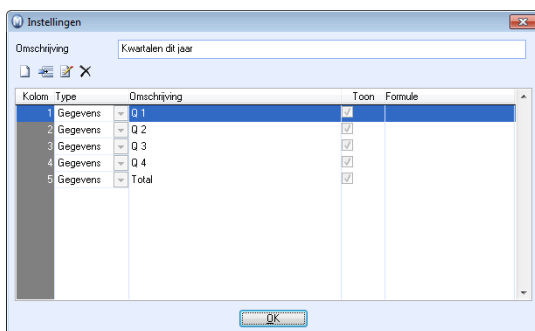 Instellingen
Omschrijving Kwartalen dit jaar
Kolom Type Omschrijving Toon Formule
1 Gegevens Q 1
2 Gegevens Q 2
3 Gegevens Q 3
4 Gegevens Q 4
5 Gegevens Total
OK